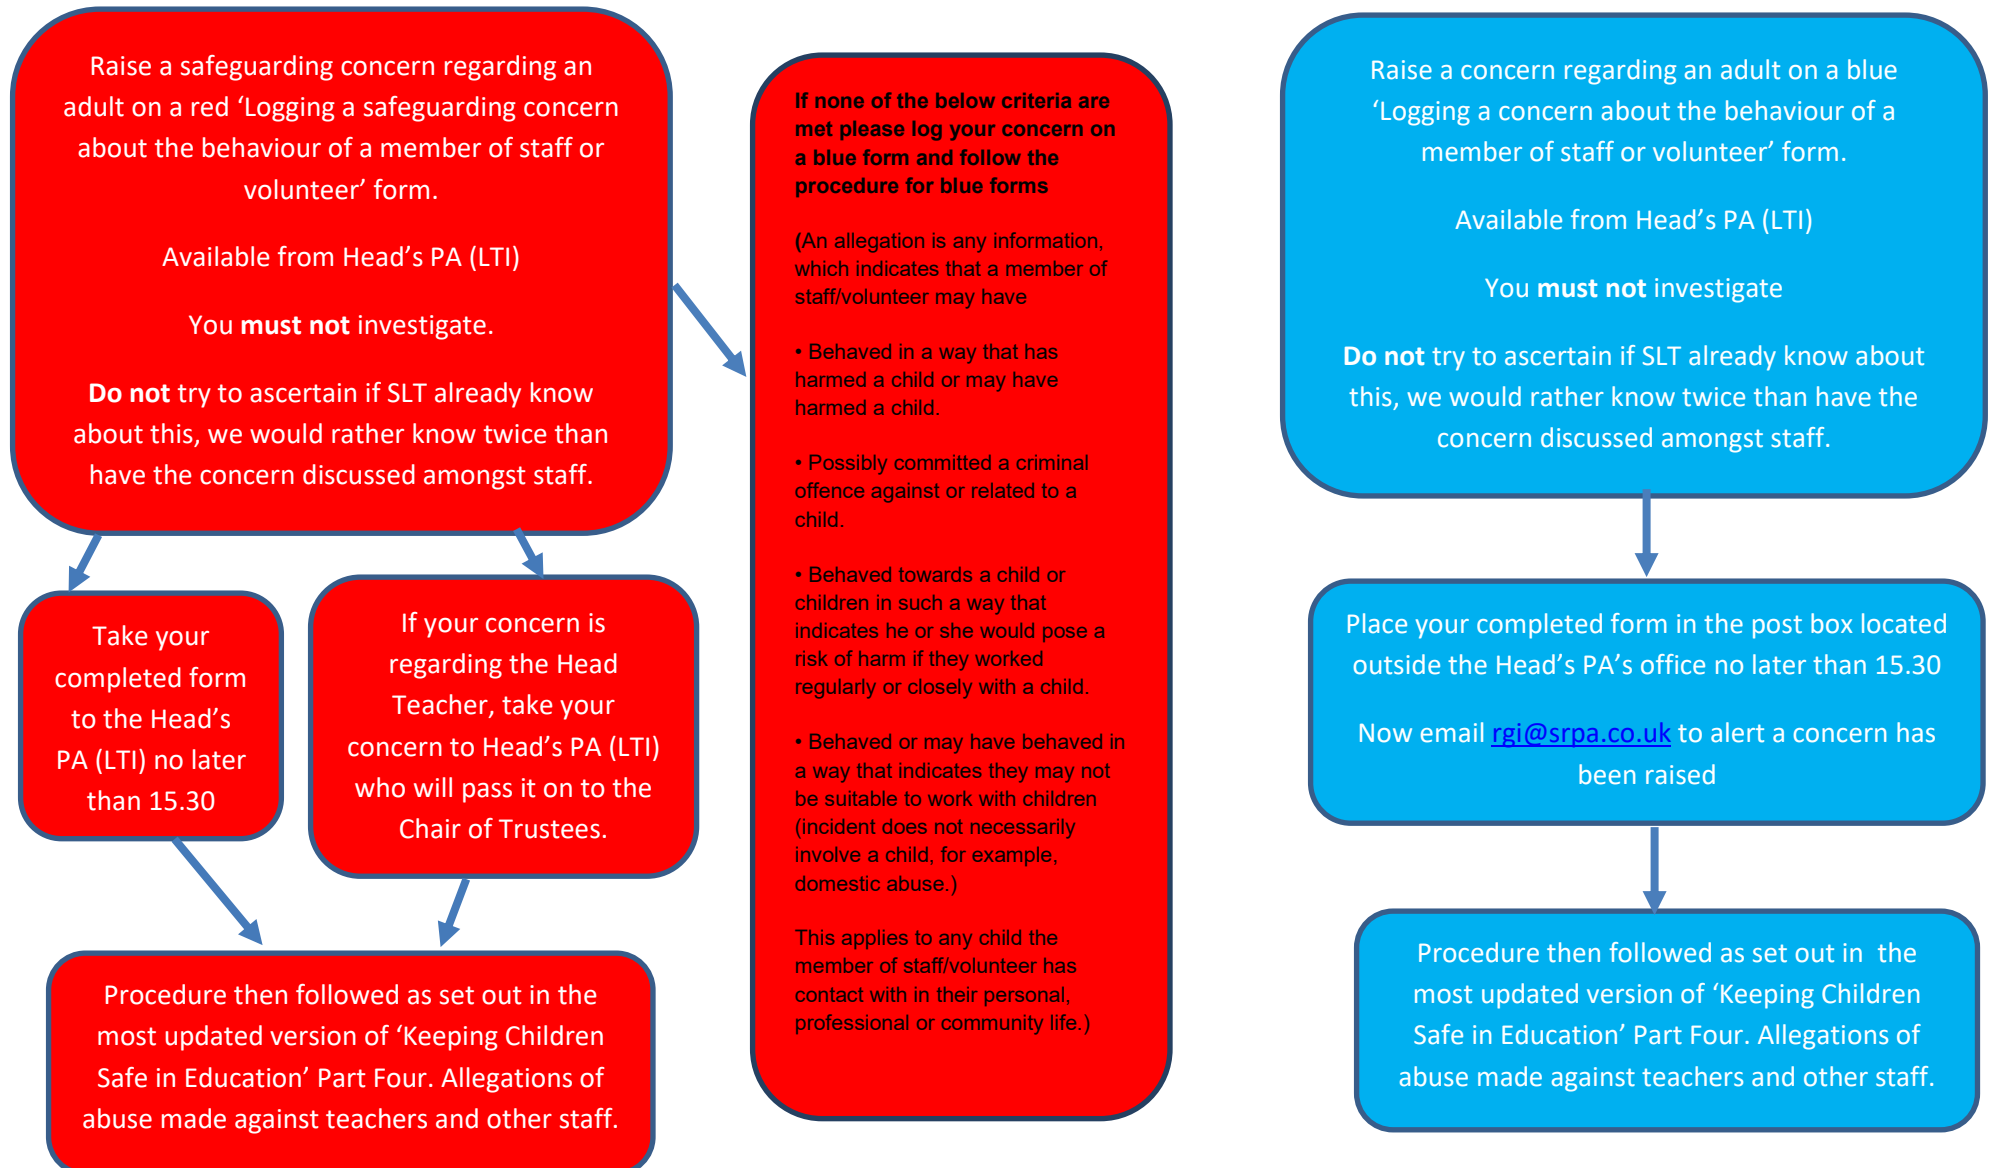 Raise a safeguarding concern regarding an
adult on a red ‘Logging a safeguarding concern
about the behaviour of a member of staff or
volunteer’ form.
Available from Head’s PA (LTI)
You must not investigate.
Do not try to ascertain if SLT already know
about this, we would rather know twice than
have the concern discussed amongst staff.
Take your
completed form
to the Head’s
PA (LTI) no later
than 15.30
If your concern is
regarding the Head
Teacher, take your
concern to Head’s PA (LTI)
who will pass it on to the
Chair of Trustees.
Procedure then followed as set out in the
most updated version of ‘Keeping Children
Safe in Education’ Part Four. Allegations of
abuse made against teachers and other staff.
If none of the below criteria are
met please log your concern on
a blue form and follow the
procedure for blue forms
(An allegation is any information,
which indicates that a member of
staff/volunteer may have
• Behaved in a way that has
harmed a child or may have
harmed a child.
• Possibly committed a criminal
offence against or related to a
child.
• Behaved towards a child or
children in such a way that
indicates he or she would pose a
risk of harm if they worked
regularly or closely with a child.
• Behaved or may have behaved in
a way that indicates they may not
be suitable to work with children
(incident does not necessarily
involve a child, for example,
domestic abuse.)
This applies to any child the
member of staff/volunteer has
contact with in their personal,
professional or community life.)
Raise a concern regarding an adult on a blue
‘Logging a concern about the behaviour of a
member of staff or volunteer’ form.
Available from Head’s PA (LTI)
You must not investigate
Do not try to ascertain if SLT already know about
this, we would rather know twice than have the
concern discussed amongst staff.
Place your completed form in the post box located
outside the Head’s PA’s office no later than 15.30
Now email rgi@srpa.co.uk to alert a concern has
been raised
Procedure then followed as set out in  the
most updated version of ‘Keeping Children
Safe in Education’ Part Four. Allegations of
abuse made against teachers and other staff.